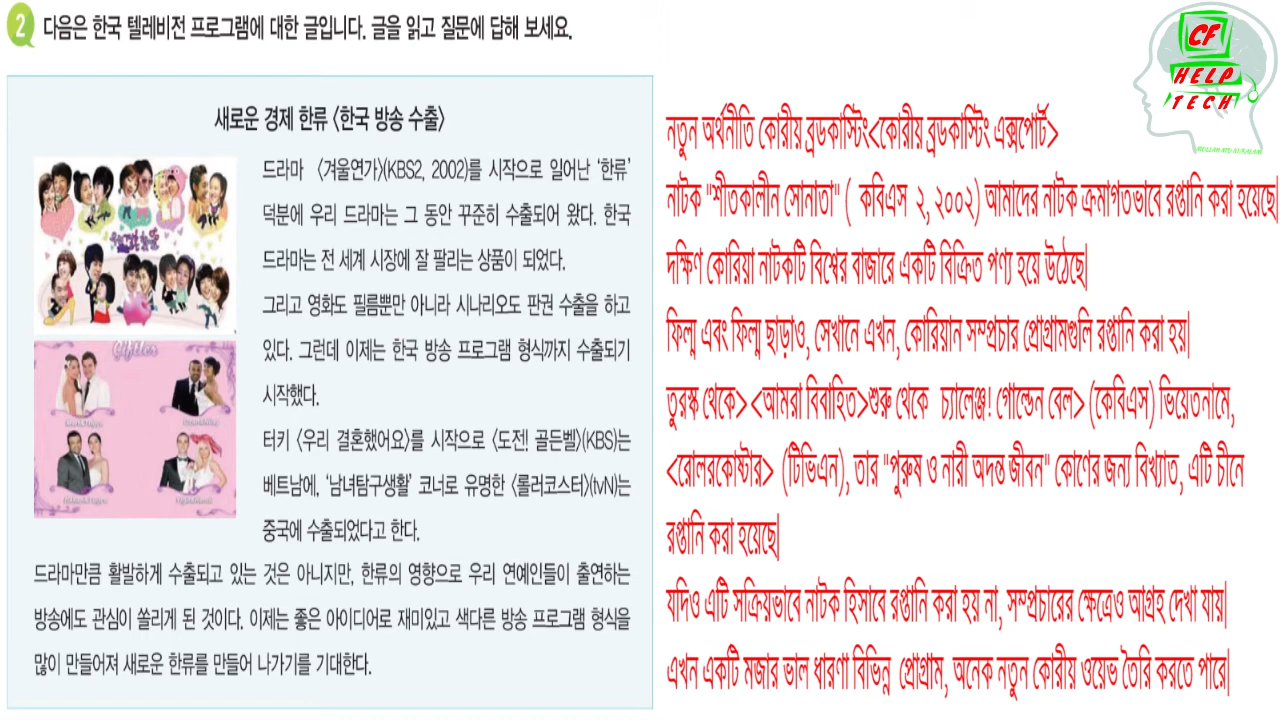 2 다음은 한국 텔레비전 프로그램에 대한 글입니다. 글을 읽고 질문에 답해 보세요.
새로운 경제 한류 〈한국 방송 수출〉
드라마 〈겨울연가〉(KBS2, 2002)를 시작으로 일어난 ‘한류’
덕분에 우리 드라마는 그 동안 꾸준히 수출되어 왔다. 한국
드라마는 전 세계 시장에 잘 팔리는 상품이 되었다.
그리고 영화도 필름뿐만 아니라 시나리오도 판권 수출을 하고
있다. 그런데 이제는 한국 방송 프로그램 형식까지 수출되기
시작했다.
터키 〈우리 결혼했어요〉를 시작으로 〈도전! 골든벨〉(KBS)는
베트남에, ‘남녀탐구생활’ 코너로 유명한 〈롤러코스터〉(tvN)는
중국에 수출되었다고 한다.
드라마만큼 활발하게 수출되고 있는 것은 아니지만, 한류의 영향으로 우리 연예인들이 출연하는
방송에도 관심이 쏠리게 된 것이다. 이제는 좋은 아이디어로 재미있고 색다른 방송 프로그램 형식을
많이 만들어져 새로운 한류를 만들어 나가기를 기대한다.
Ciftler
CF
HELP
TECH
নতুন অর্থনীতি কোরীয় ব্রডকাস্টিং<কোরীয় ব্রডকাস্টিং এক্সপোর্ট>
নাটক "শীতকালীন সোনাতা" ( কবিএস ২, ২০০২) আমাদের নাটক ক্রমাগতভাবে রপ্তানি করা হয়েছে|
দক্ষিণ কোরিয়া নাটকটি বিশ্বের বাজারে একটি বিক্রিত পণ্য হয়ে উঠেছে|
ফিল্ম এবং ফিল্ম ছাড়াও, সেখানে এখন, কোরিয়ান সম্প্রচার প্রোগ্রামগুলি রপ্তানি করা হয়|
তুরস্ক থেকে> <আমরা বিবাহিত>শুরু থেকে চ্যালেঞ্জ! গোল্ডেন বেল> (কেবিএস) ভিয়েতনামে,
<রোলরকোষ্টার> (টিভিএন), তার "পুরুষ ও নারী অদন্ত জীবন" কোণের জন্য বিখ্যাত, এটি চীনে
রপ্তানি করা হয়েছে|
যদিও এটি সক্রিয়ভাবে নাটক হিসাবে রপ্তানি করা হয় না, সম্প্রচারের ক্ষেত্রেও আগ্রহ দেখা যায়|
এখন একটি মজার ভাল ধারণা বিভিন্ন প্রোগ্রাম, অনেক নতুন কোরীয় ওয়েভ তৈরি করতে পারে|